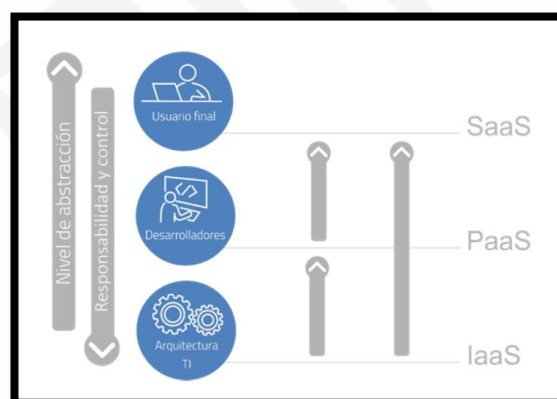 Nivel de abstracción
Responsabilidad y control
Usuario final
SaaS
Desarrolladores
PaaS
Arquitectura
TI
IaaS